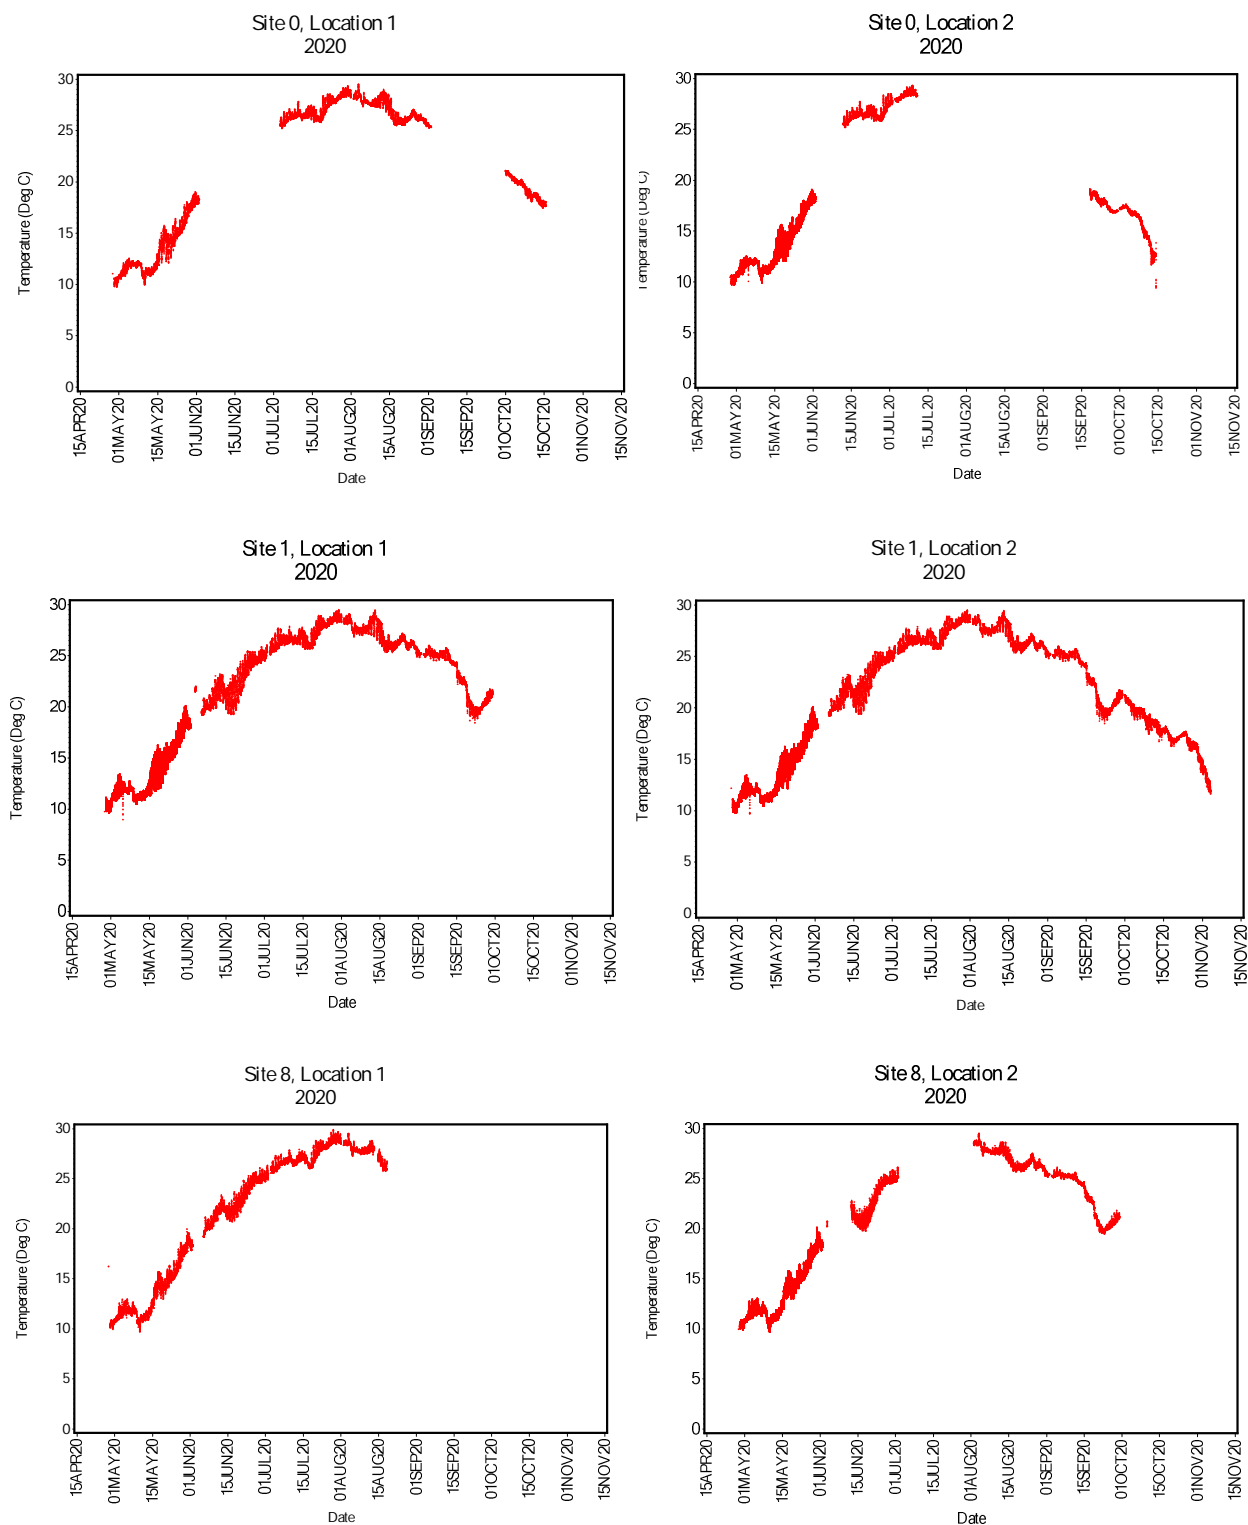 Site 0, Location 1
2020
Temperature (Deg C)
30
25
20
15
10
5
0
15APR20
01MAY20
15MAY20
01JUN20
15JUN20
01JUL20
15JUL20
01AUG20
15AUG20
01SEP20
15SEP20
01OCT20
15OCT20
01NOV20
15NOV20
Date
Site 0, Location 2
2020
Temperature (Deg C)
30
25
20
15
10
5
0
15APR20
01MAY20
15MAY20
01JUN20
15JUN20
01JUL20
15JUL20
01AUG20
15AUG20
01SEP20
15SEP20
01OCT20
15OCT20
01NOV20
15NOV20
Date
Site 1, Location 1
2020
Temperature (Deg C)
30
25
20
15
10
5
0
15APR20
01MAY20
15MAY20
01JUN20
15JUN20
01JUL20
15JUL20
01AUG20
15AUG20
01SEP20
15SEP20
01OCT20
15OCT20
01NOV20
15NOV20
Date
Site 1, Location 2
2020
Temperature (Deg C)
30
25
20
15
10
5
0
15APR20
01MAY20
15MAY20
01JUN20
15JUN20
01JUL20
15JUL20
01AUG20
15AUG20
01SEP20
15SEP20
01OCT20
15OCT20
01NOV20
15NOV20
Date
Site 8, Location 1
2020
Temperature (Deg C)
30
25
20
15
10
5
0
15APR20
01MAY20
15MAY20
01JUN20
15JUN20
01JUL20
15JUL20
01AUG20
15AUG20
01SEP20
15SEP20
01OCT20
15OCT20
01NOV20
15NOV20
Date
Site 8, Location 2
2020
Temperature (Deg C)
30
25
20
15
10
5
0
15APR20
01MAY20
15MAY20
01JUN20
15JUN20
01JUL20
15JUL20
01AUG20
15AUG20
01SEP20
15SEP20
01OCT20
15OCT20
01NOV20
15NOV20
Date